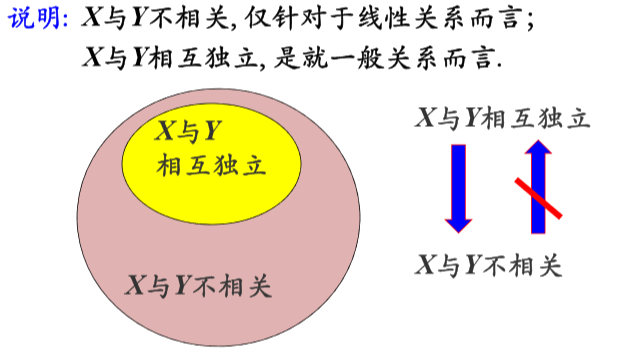 说明: X与Y不相关, 仅针对于线性关系而言;
X与Y相互独立, 是就一般关系而言.
X与Y
相互独立
X与Y不相关
X与Y相互独立
X与Y不相关